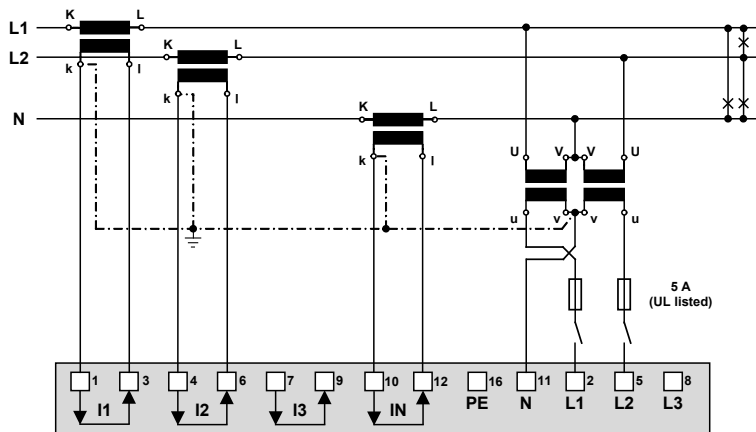 L1 K L
L2 K L
k l
k l
N K L
k l
U V V U
u v v u
5 A
(UL listed)
1 3 4 6 7 9 10 12 16 11 2 5 8
I1 I2 I3 IN PE N L1 L2 L3